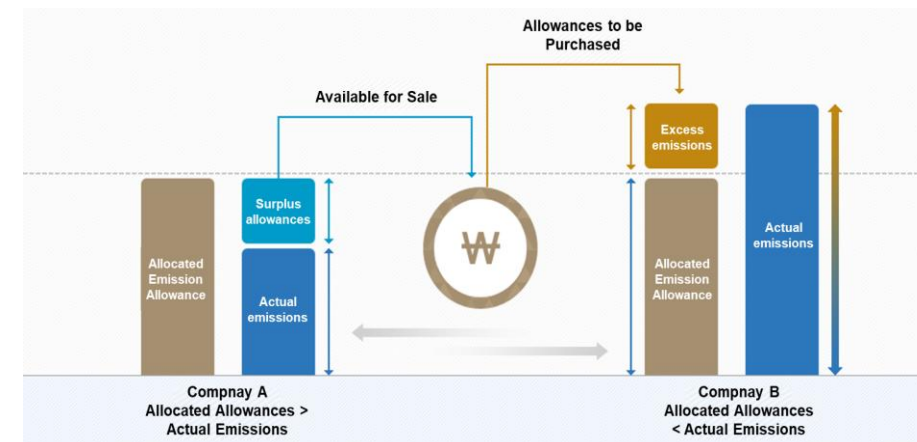 Allowances to be
Purchased
Available for Sale
Excess
emissions
Surplus
allowances
₩
Allocated
Emission
Allowance
Actual
emissions
Allocated
Emission
Allowance
Actual
emissions
Compnay A
Allocated Allowances >
Actual Emissions
Compnay B
Allocated Allowances
< Actual Emissions